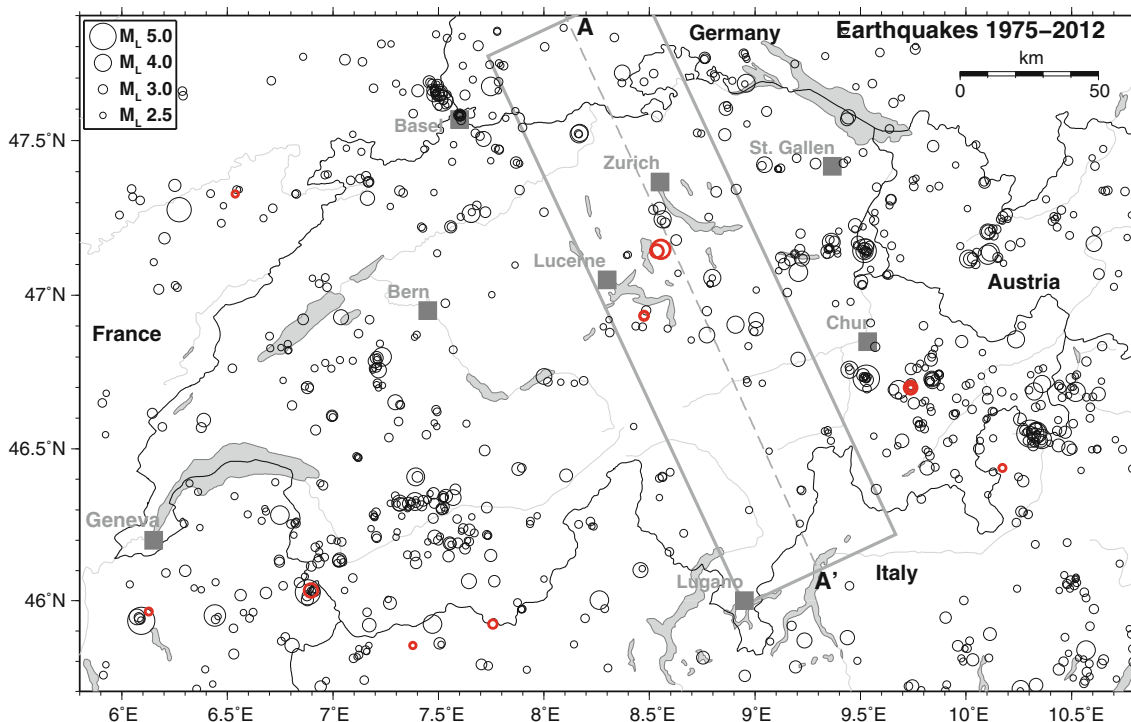 Earthquakes 1975–2012
M_L 5.0
M_L 4.0
M_L 3.0
M_L 2.5
A
Germany
km
0 50
Basel
47.5°N
Zurich
St. Gallen
Lucerne
47°N
Bern
Austria
France
Chur
46.5°N
Geneva
46°N
Lugano
A'
Italy
6°E 6.5°E 7°E 7.5°E 8°E 8.5°E 9°E 9.5°E 10°E 10.5°E